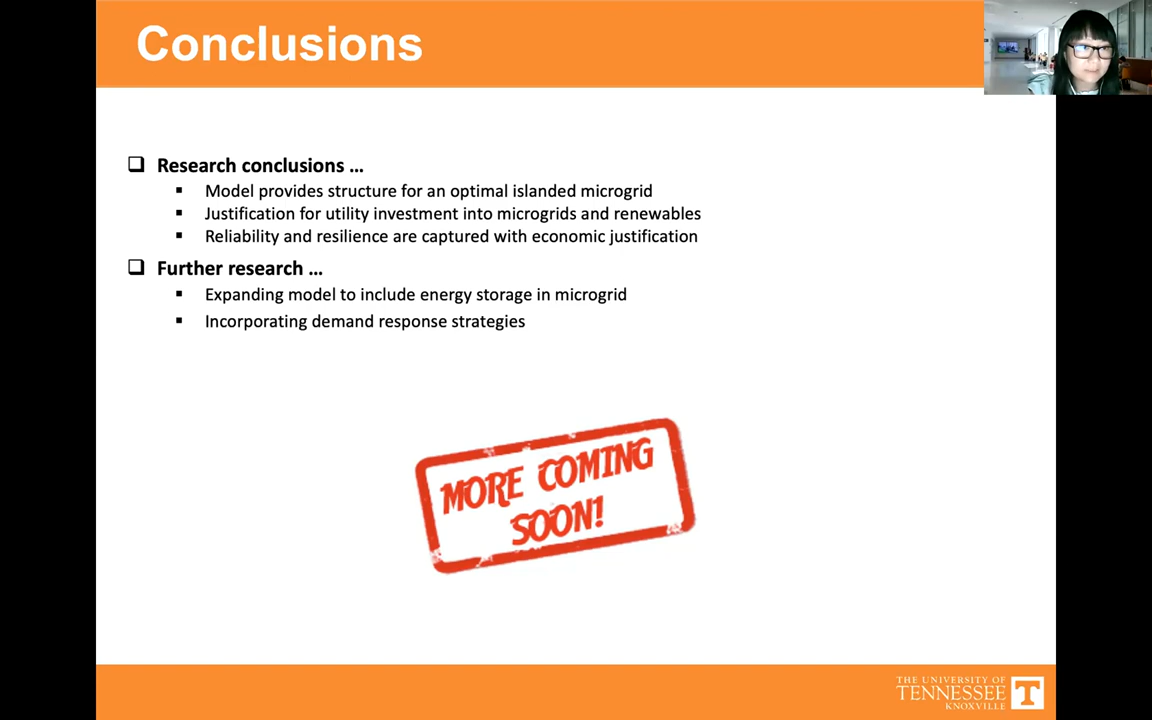 Conclusions
❑ Research conclusions …
▪ Model provides structure for an optimal islanded microgrid
▪ Justification for utility investment into microgrids and renewables
▪ Reliability and resilience are captured with economic justification
❑ Further research …
▪ Expanding model to include energy storage in microgrid
▪ Incorporating demand response strategies
MORE COMING
SOON!
THE UNIVERSITY OF
TENNESSEE
KNOXVILLE
T